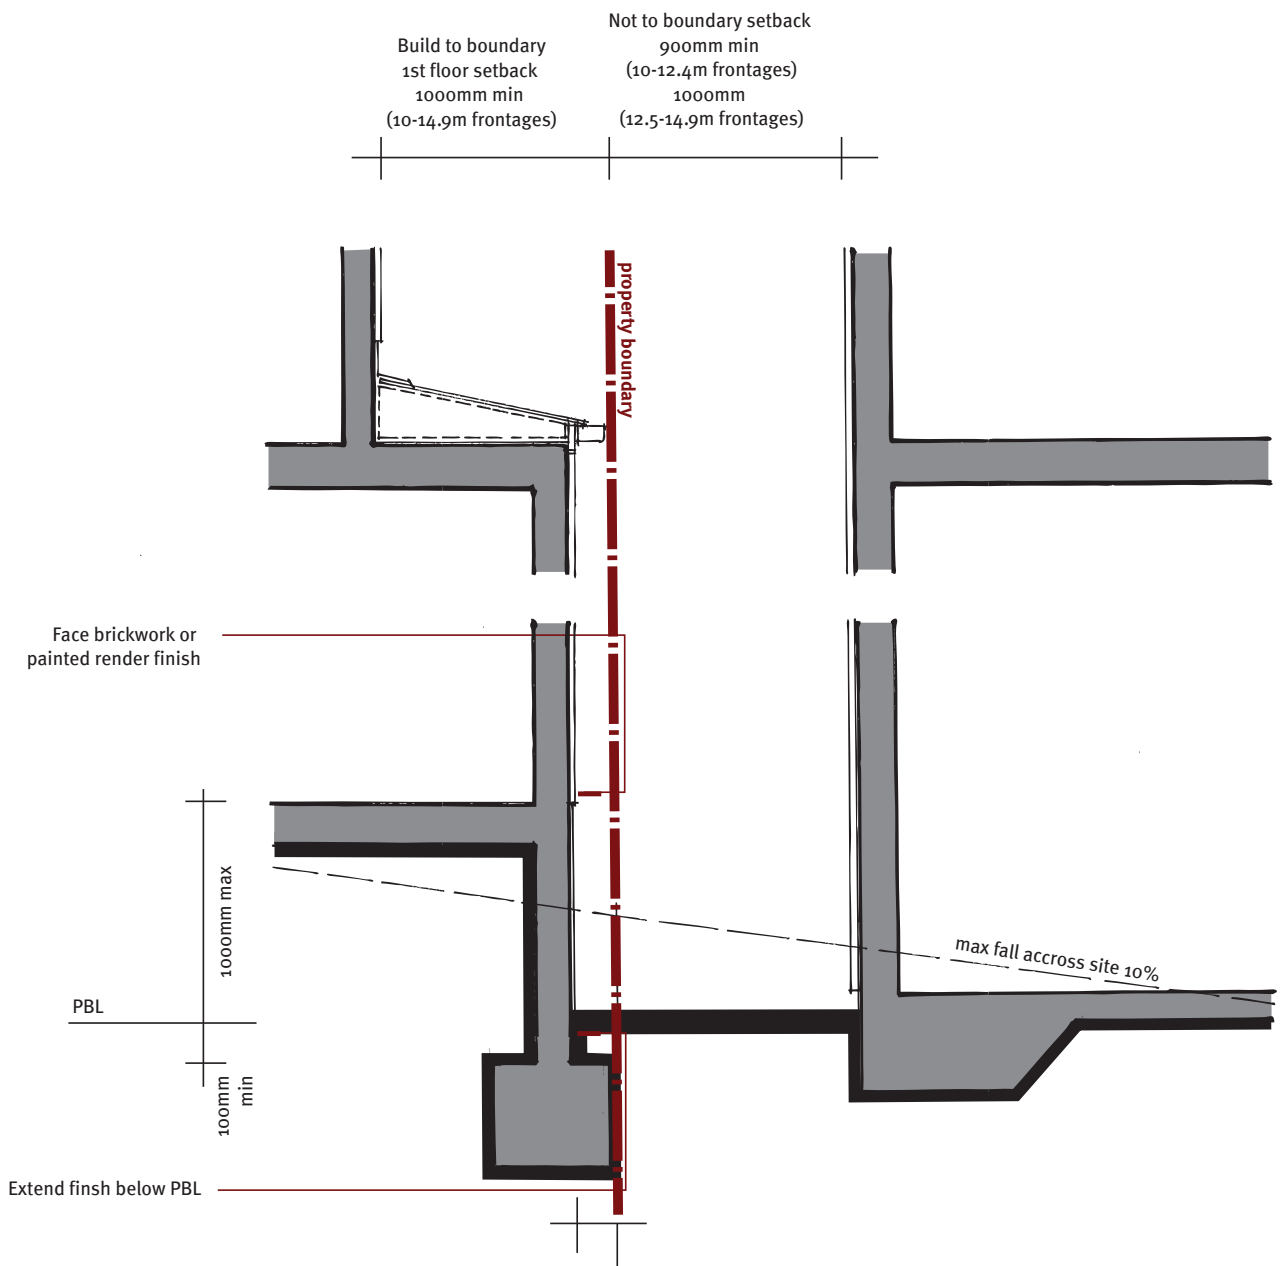 Not to boundary setback
900mm min
(10-12.4m frontages)
1000mm
(12.5-14.9m frontages)
Build to boundary
1st floor setback
1000mm min
(10-14.9m frontages)
property boundary
Face brickwork or
painted render finish
1000mm max
max fall accross site 10%
PBL
100mm
min
Extend finsh below PBL